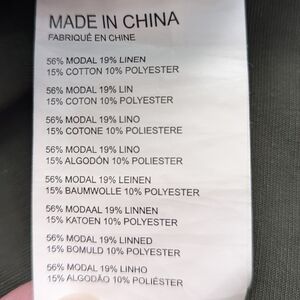 MADE IN CHINA
FABRIQUÉ EN CHINE
56% MODAL 19% LINEN
15% COTTON 10% POLYESTER
56% MODAL 19% LIN
15% COTON 10% POLYESTER
56% MODAL 19% LINO
15% COTONE 10% POLIESTERE
56% MODAL 19% LINO
15% ALGODÓN 10% POLIESTER
56% MODAL 19% LEINEN
15% BAUMWOLLE 10% POLYESTER
56% MODAAL 19% LINNEN
15% KATOEN 10% POLYESTER
56% MODAL 19% LINNED
15% BOMULD 10% POLYESTER
56% MODAL 19% LINHO
15% ALGODÃO 10% POLIÉSTER